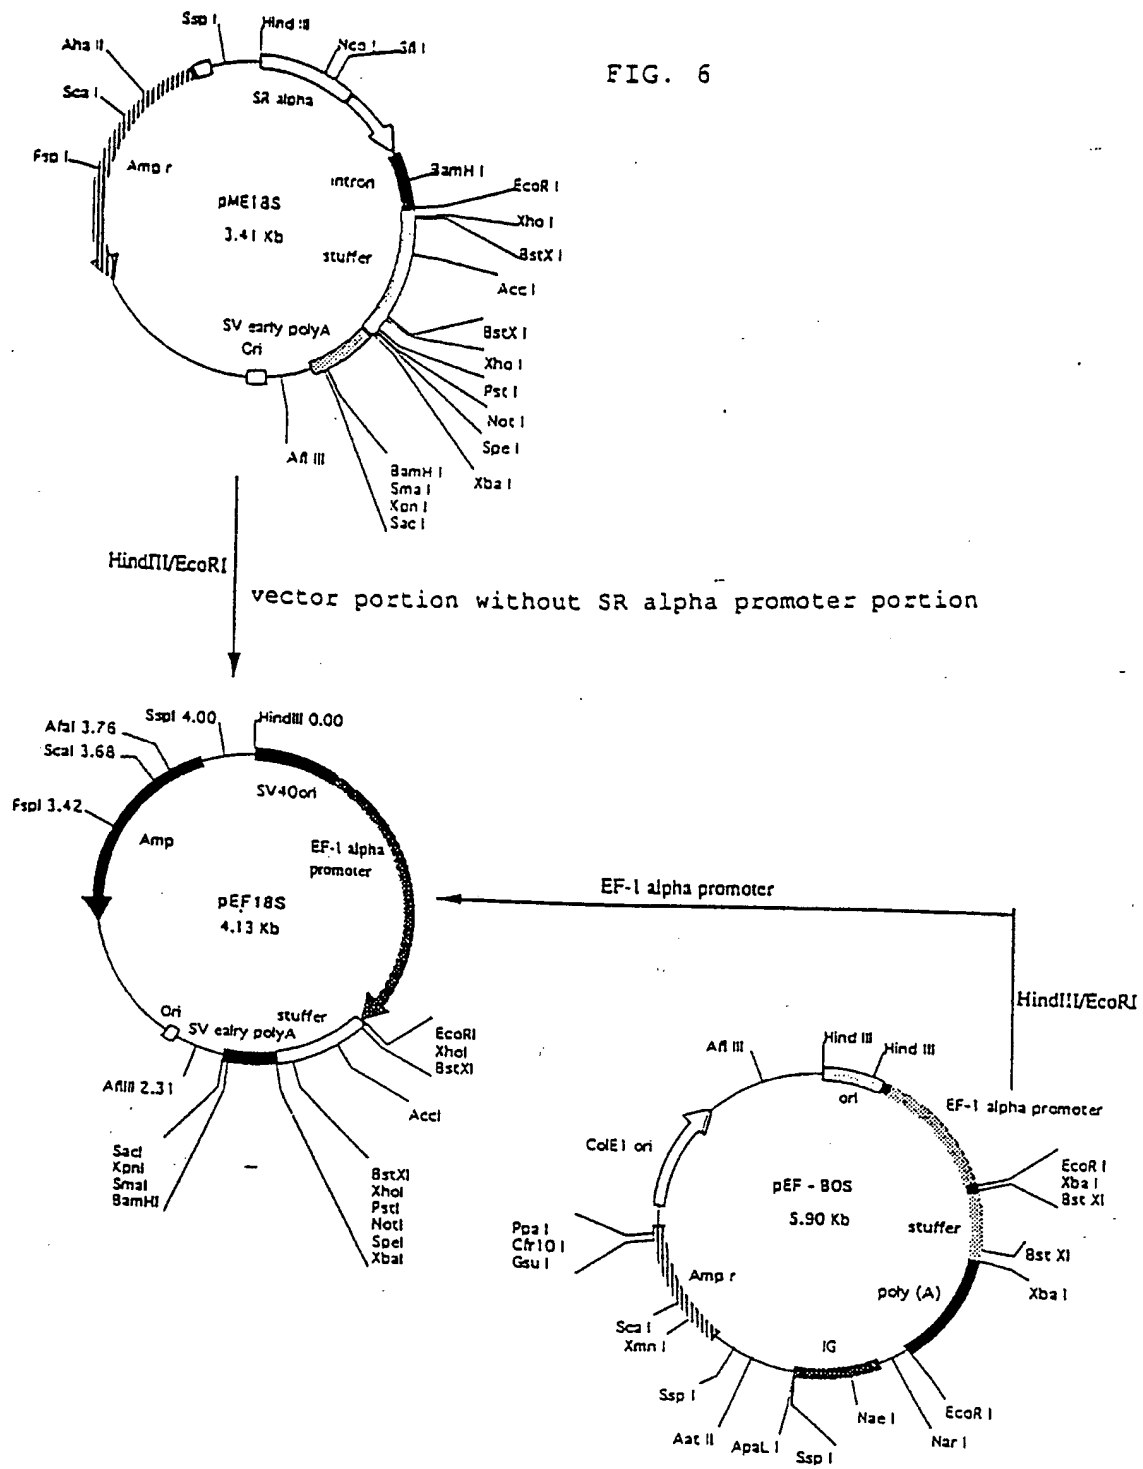 FIG. 6
Ssp I
Hind III
Nco I
Sfi I
Aha II
Sca I
Fsp I
SR alpha
Amp r
intron
BamH I
EcoR I
pME18S
3.41 Kb
Xho I
BstX I
stuffer
Acc I
SV early polyA
Ori
BstX I
Xho I
Pst I
Not I
Spe I
Xba I
Afl III
BamH I
Sma I
Kpn I
Sac I
HindIII/EcoRI
vector portion without SR alpha promoter portion
SspI 4.00
HindIII 0.00
AfaI 3.76
ScaI 3.68
FspI 3.42
SV40ori
Amp
EF-1 alpha
promoter
pEF18S
4.13 Kb
EF-1 alpha promoter
HindIII/EcoRI
Ori
SV ealry polyA
stuffer
EcoRI
XhoI
BstXI
AflIII 2.31
AccI
SacI
KpnI
SmaI
BamHI
BstXI
XhoI
PstI
NotI
SpeI
XbaI
Afl III
Hind III
Hind III
ori
EF-1 alpha promoter
ColE1 ori
EcoR I
Xba I
Bst XI
pEF - BOS
5.90 Kb
stuffer
Ppa I
Cfr10 I
Gsu I
Bst XI
Amp r
poly (A)
Xba I
Sca I
Xmn I
IG
Ssp I
Nae I
EcoR I
Aat II
ApaL I
Ssp I
Nar I